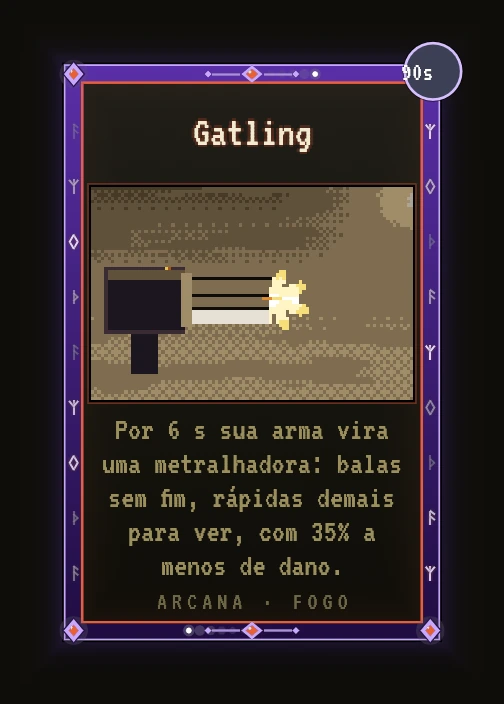 90s
Gatling
Por 6 s sua arma vira
uma metralhadora: balas
sem fim, rápidas demais
para ver, com 35% a
menos de dano.
ARCANA · FOGO